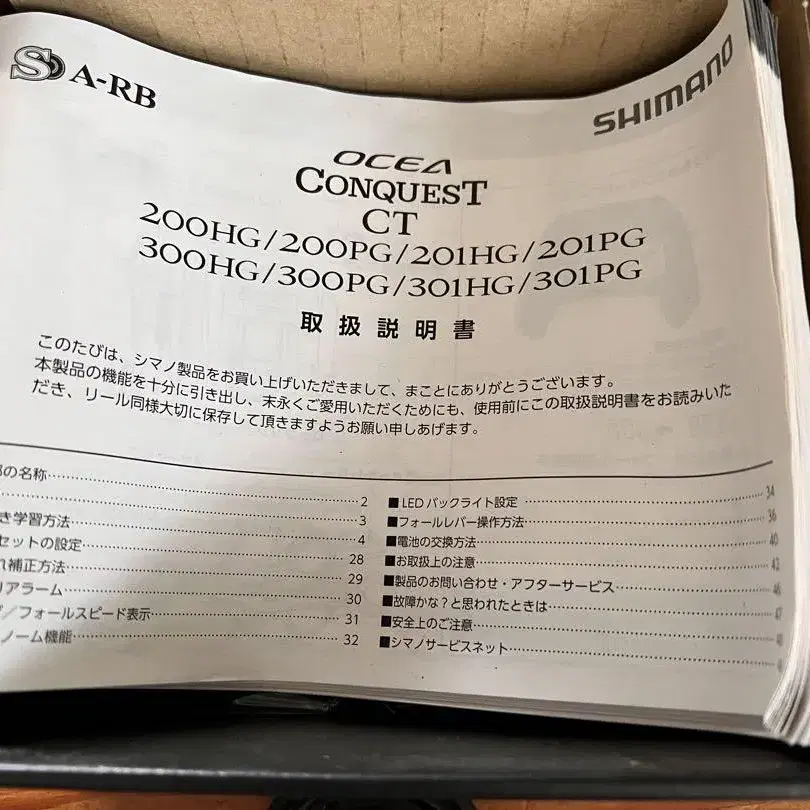 S A-RB
SHIMANO
OCEA
CONQUEST
CT
200HG/200PG/201HG/201PG
300HG/300PG/301HG/301PG
取扱説明書
このたびは、シマノ製品をお買い上げいただきまして、まことにありがとうございます。
本製品の機能を十分に引き出し、末永くご愛用いただくためにも、使用前にこの取扱説明書をお読みいた
だき、リール同様大切に保存して頂きますようお願い申しあげます。
の名称 2
3
き学習方法 4
セットの設定 28
補正方法 29
リアラーム 30
/フォールスピード表示 31
ノーム機能 32
■LEDバックライト設定 34
■フォールレバー操作方法 36
■電池の交換方法 40
■お取扱上の注意 43
■製品のお問い合わせ・アフターサービス 46
■故障かな?と思われたときは 47
■安全上のご注意
■シマノサービスネット